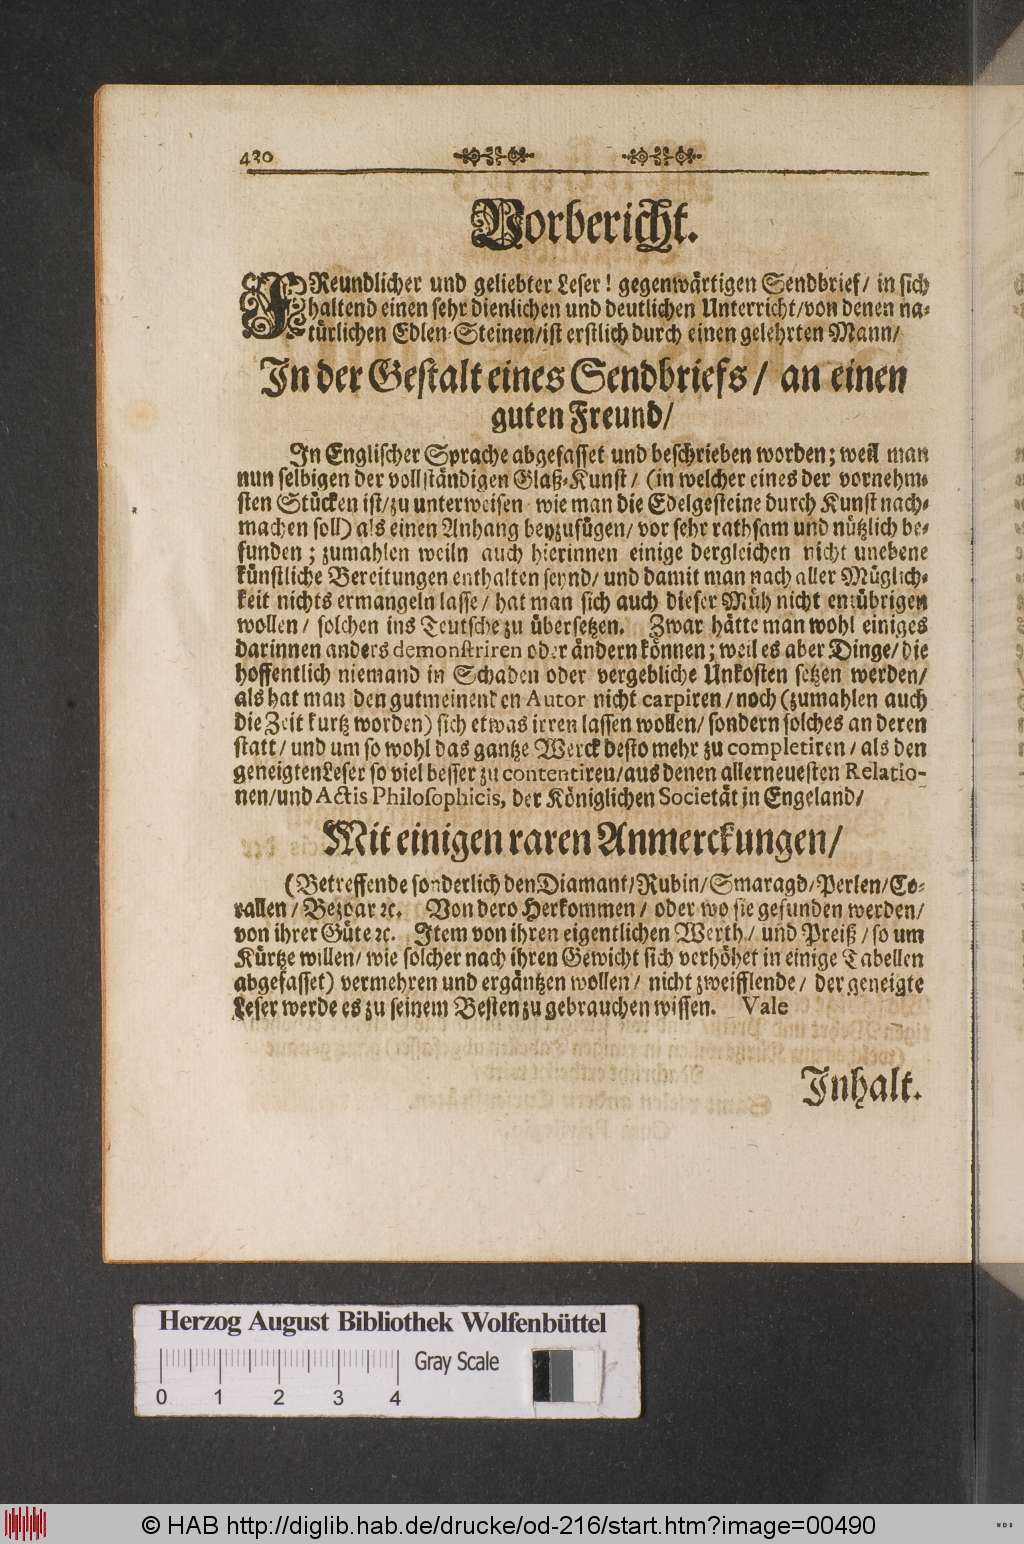 430
Vorbericht.
FReundlicher und geliebter Leser! gegenwärtigen Sendbrief/ in sich
haltend einen sehr dienlichen und deutlichen Unterricht/von denen na⸗
türlichen Edlen⸗Steinen/ist erstlich durch einen gelehrten Mann/
In der Gestalt eines Sendbriefs/ an einen
guten Freund/
In Englischer Sprache abgefasset und beschrieben worden; weil man
nun selbigen der vollständigen Glaß⸗Kunst/ (in welcher eines der vornehm⸗
sten Stücken ist/zu unterweisen wie man die Edelgesteine durch Kunst nach⸗
machen soll) als einen Anhang beyzufügen/ vor sehr rathsam und nützlich be⸗
funden; zumahlen weiln auch hierinnen einige dergleichen nicht unebene
künstliche Bereitungen enthalten seynd/ und damit man nach aller Müglich⸗
keit nichts ermangeln lasse/ hat man sich auch dieser Müh nicht entübrigen
wollen/ solchen ins Teutsche zu übersetzen. Zwar hätte man wohl einiges
darinnen anders demonstriren oder ändern können; weil es aber Dinge/ die
hoffentlich niemand in Schaden oder vergebliche Unkosten setzen werden/
als hat man den gutmeinenden Autor nicht carpiren/ noch (zumahlen auch
die Zeit kurtz worden) sich etwas irren lassen wollen/ sondern solches an deren
statt/ und um so wohl das gantze Werck desto mehr zu completiren/ als den
geneigten Leser so viel besser zu contentiren/aus denen allerneuesten Relatio-
nen/und Actis Philosophicis, der Königlichen Societät in Engeland/
Mit einigen raren Anmerckungen/
(Betreffende sonderlich den Diamant/Rubin/Smaragd/Perlen/Co⸗
rallen/ Bezoar ꝛc. Von dero Herkommen/ oder wo sie gefunden werden/
von ihrer Güte ꝛc. Item von ihren eigentlichen Werth/ und Preiß/ so um
Kürtze willen/ wie solcher nach ihren Gewicht sich verhöhet in einige Tabellen
abgefasset) vermehren und ergäntzen wollen/ nicht zweifflende/ der geneigte
Leser werde es zu seinem Besten zu gebrauchen wissen. Vale
Inhalt.
Herzog August Bibliothek Wolfenbüttel
Gray Scale
0 1 2 3 4
© HAB http://diglib.hab.de/drucke/od-216/start.htm?image=00490